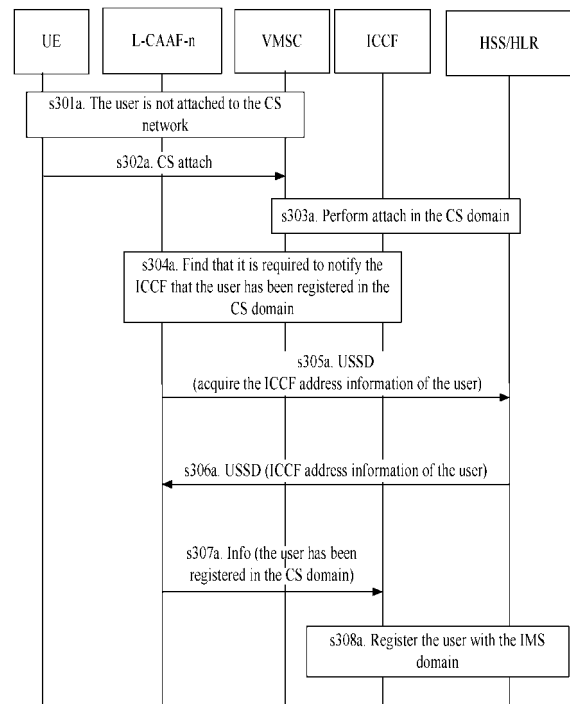 UE
L-CAAF-n
VMSC
ICCF
HSS/HLR
s301a. The user is not attached to the CS
network
s302a. CS attach
s303a. Perform attach in the CS domain
s304a. Find that it is required to notify the
ICCF that the user has been registered in the
CS domain
s305a. USSD
(acquire the ICCF address information of the user)
s306a. USSD (ICCF address information of the user)
s307a. Info (the user has been
registered in the CS domain)
s308a. Register the user with the IMS
domain